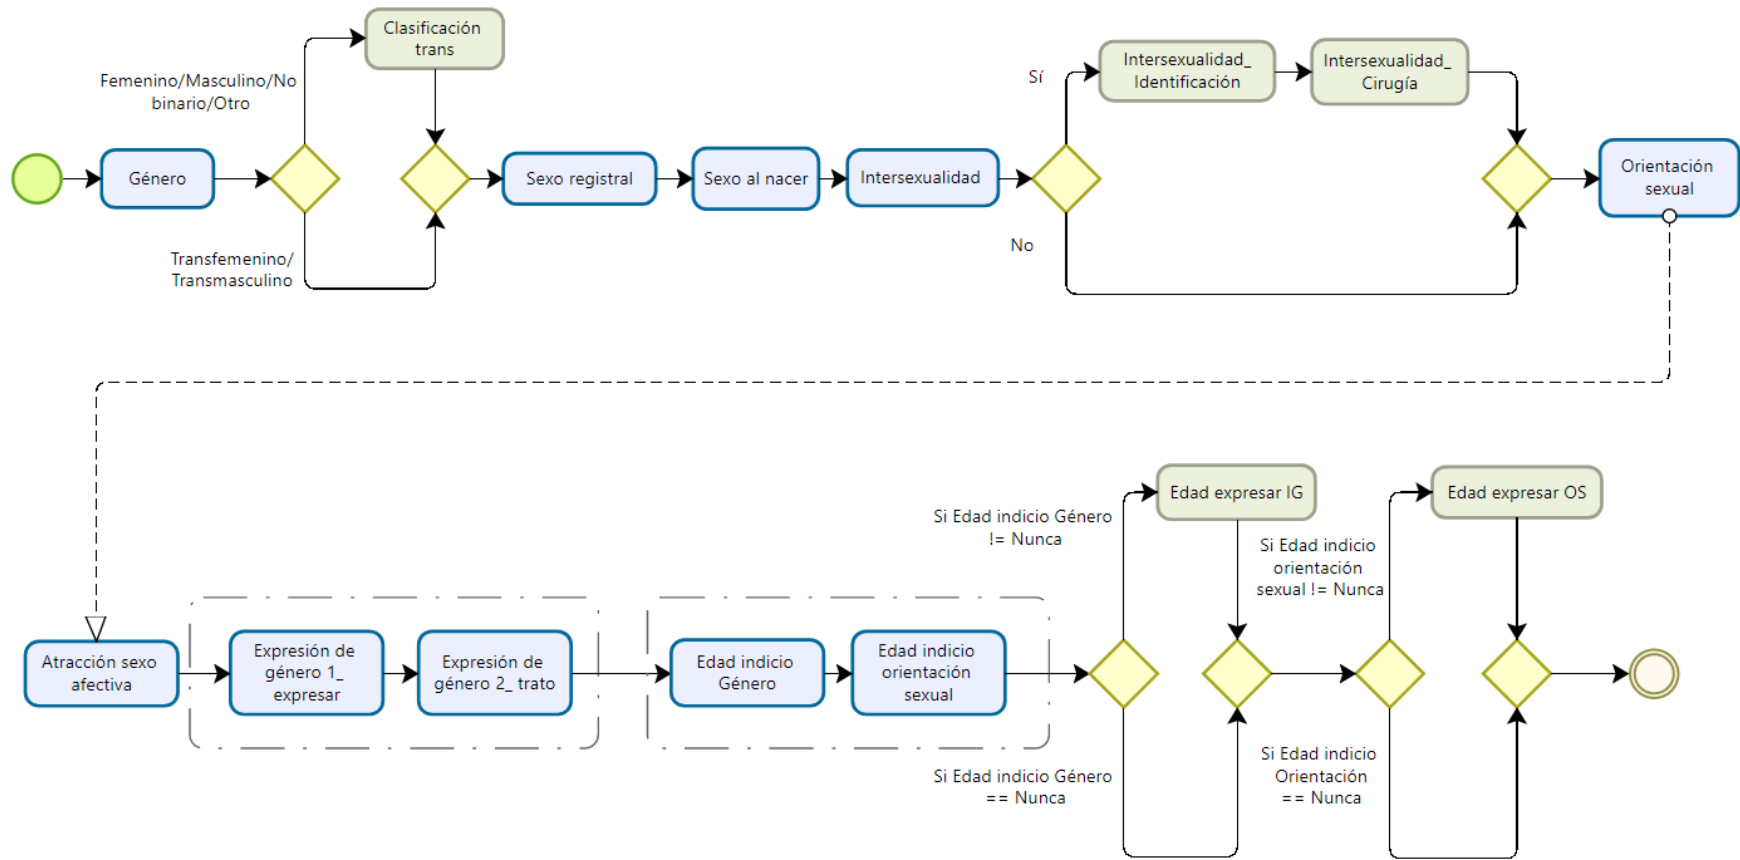 Clasificación
trans
Femenino/Masculino/No
binario/Otro
Género
Transfemenino/
Transmasculino
Sexo registral
Sexo al nacer
Intersexualidad
Sí
No
Intersexualidad_
Identificación
Intersexualidad_
Cirugía
Orientación
sexual
Atracción sexo
afectiva
Expresión de
género 1_
expresar
Expresión de
género 2_ trato
Edad indicio
Género
Edad indicio
orientación
sexual
Si Edad indicio Género
!= Nunca
Si Edad indicio Género
== Nunca
Edad expresar IG
Si Edad indicio
orientación
sexual != Nunca
Si Edad indicio
Orientación
== Nunca
Edad expresar OS